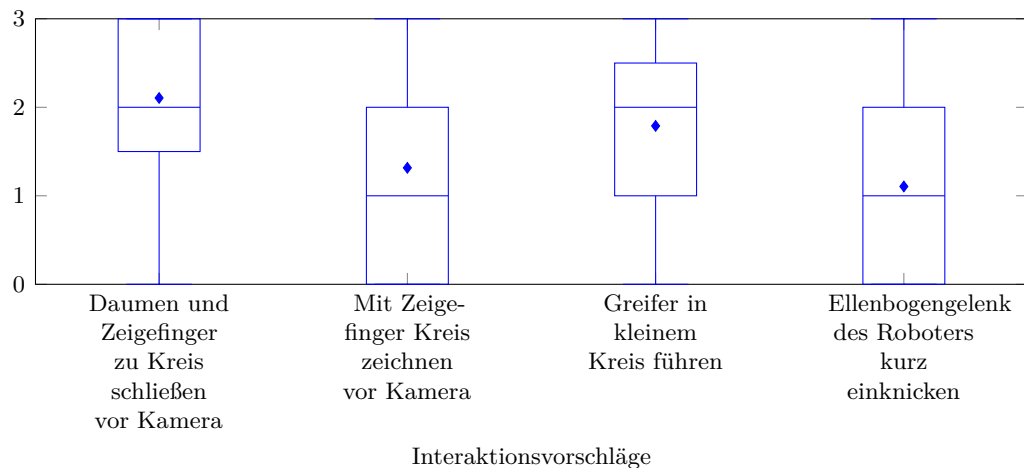 3
2
1
0
Daumen und
Zeigefinger
zu Kreis
schließen
vor Kamera
Mit Zeige-
finger Kreis
zeichnen
vor Kamera
Greifer in
kleinem
Kreis führen
Ellenbogengelenk
des Roboters
kurz
einknicken
Interaktionsvorschläge